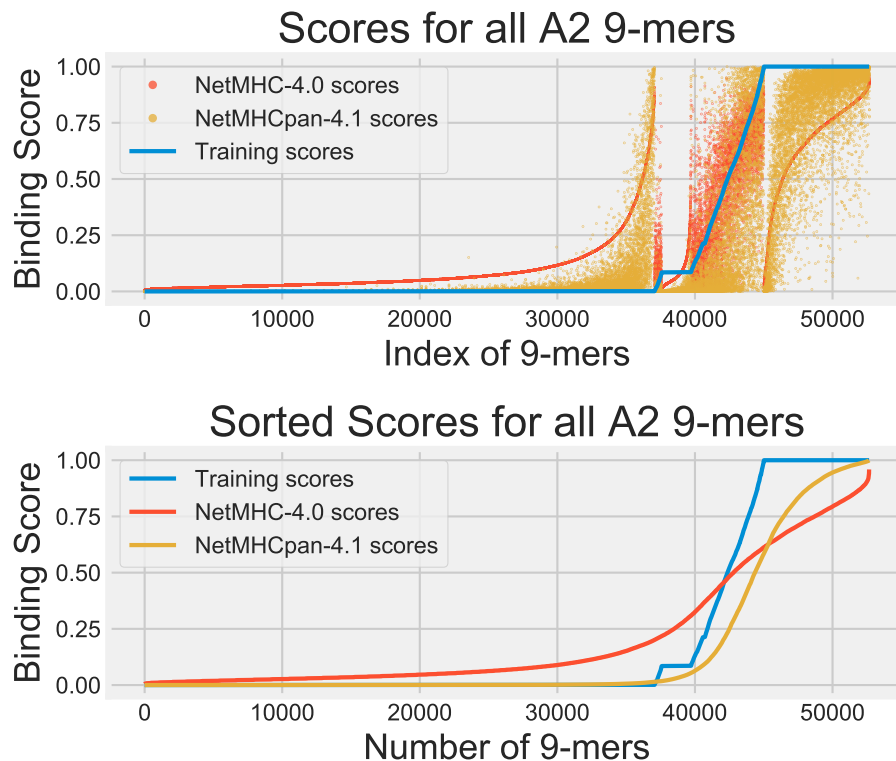 Scores for all A2 9-mers
Binding Score
1.00
0.75
0.50
0.25
0.00
NetMHC-4.0 scores
NetMHCpan-4.1 scores
Training scores
0 10000 20000 30000 40000 50000
Index of 9-mers
Sorted Scores for all A2 9-mers
Binding Score
1.00
0.75
0.50
0.25
0.00
Training scores
NetMHC-4.0 scores
NetMHCpan-4.1 scores
0 10000 20000 30000 40000 50000
Number of 9-mers